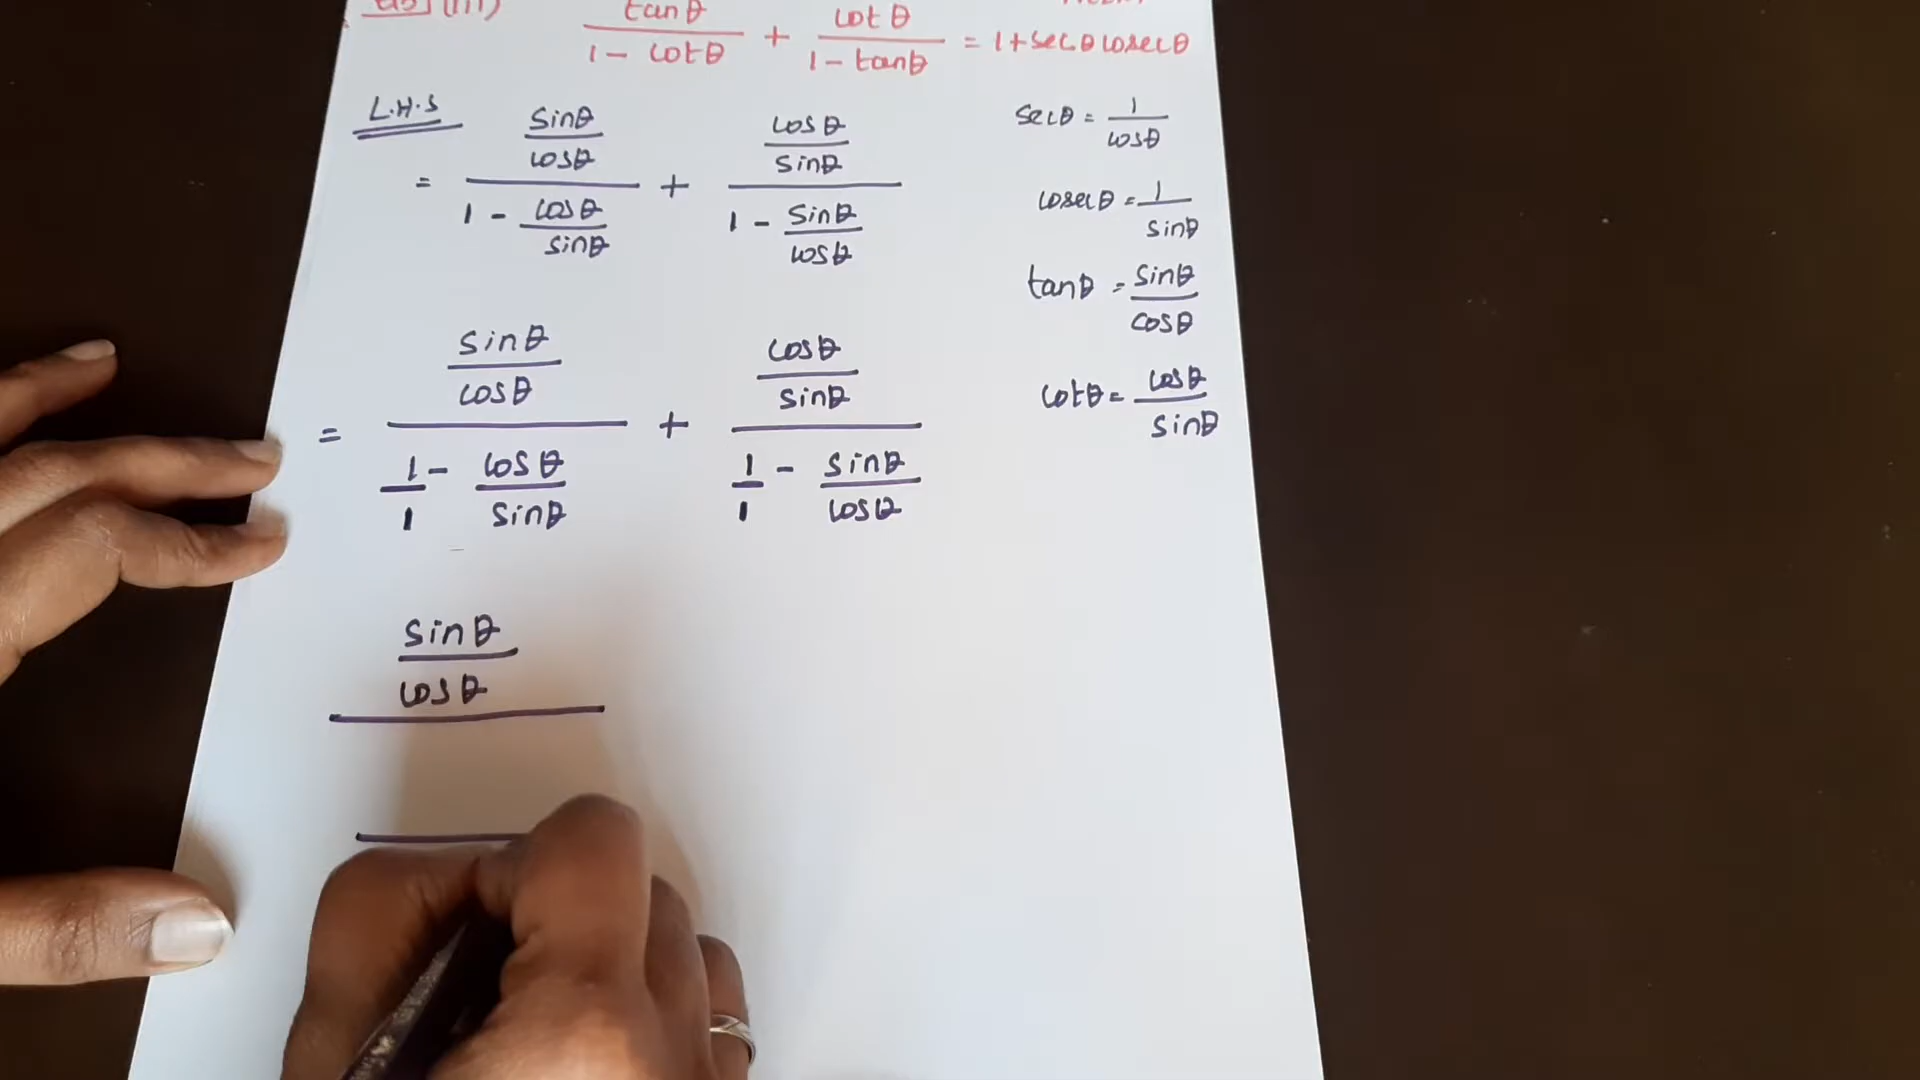 (iii) tanθ / 1 - cotθ + cotθ / 1 - tanθ = 1+secθcosecθ
L.H.S
= sinθ/cosθ / 1 - cosθ/sinθ + cosθ/sinθ / 1 - sinθ/cosθ
= sinθ/cosθ / 1/1 - cosθ/sinθ + cosθ/sinθ / 1/1 - sinθ/cosθ
sinθ/cosθ
secθ = 1/cosθ
cosecθ = 1/sinθ
tanθ = sinθ/cosθ
cotθ = cosθ/sinθ